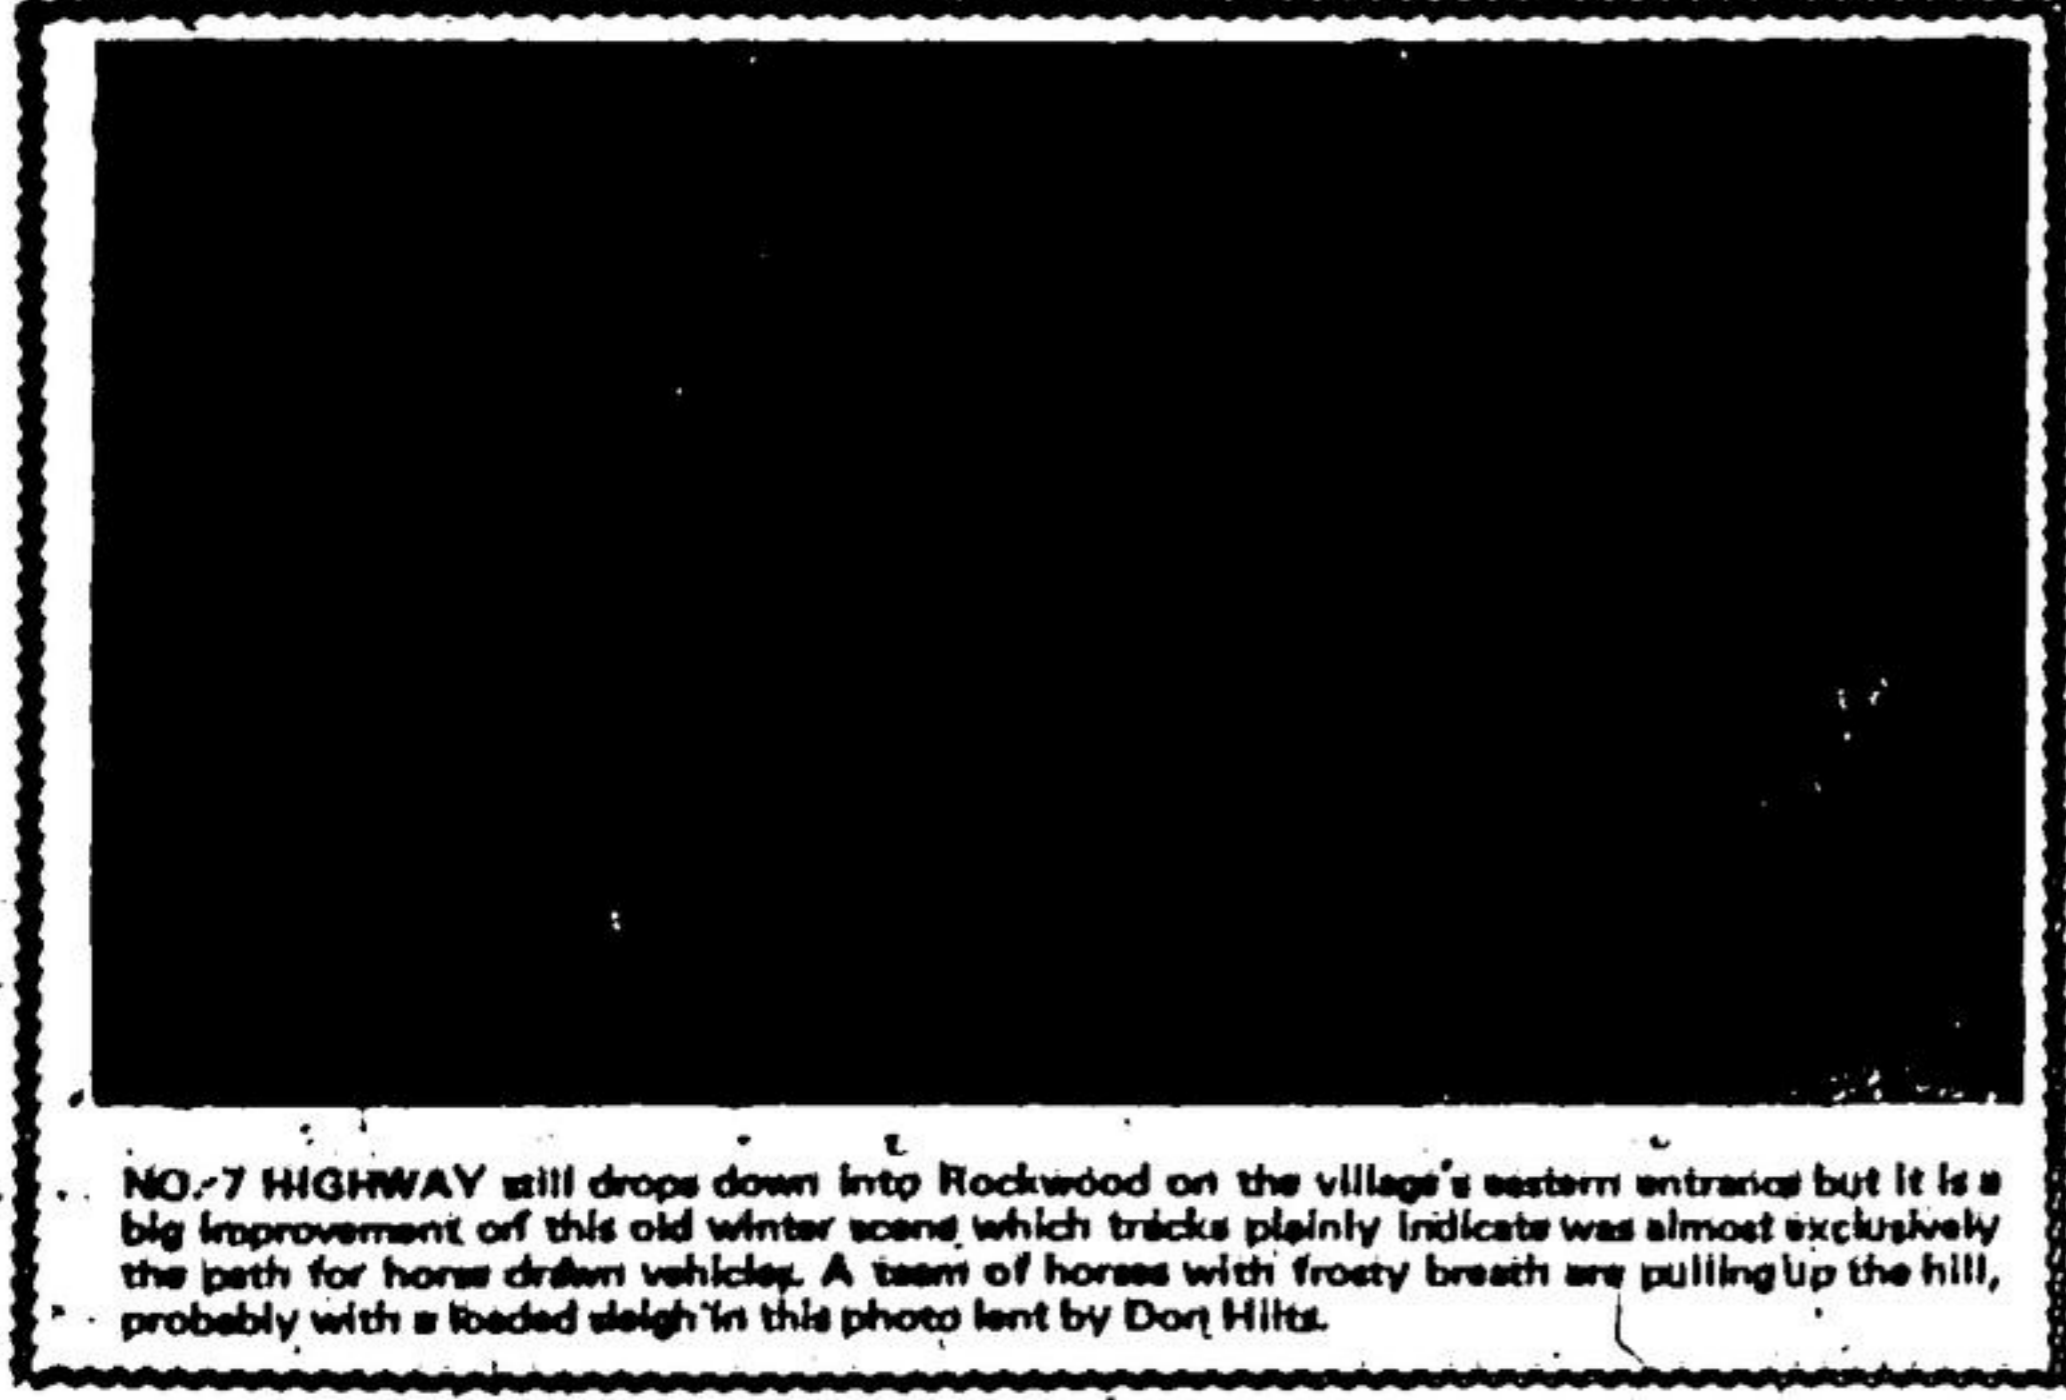 NO. 7 HIGHWAY still drops down into Rockwood on the village's eastern entrance but it is a
big improvement on this old winter scene which tracks plainly indicate was almost exclusively
the path for horse drawn vehicles. A team of horses with frosty breath are pulling up the hill,
probably with a loaded sleigh in this photo lent by Don Hilts.